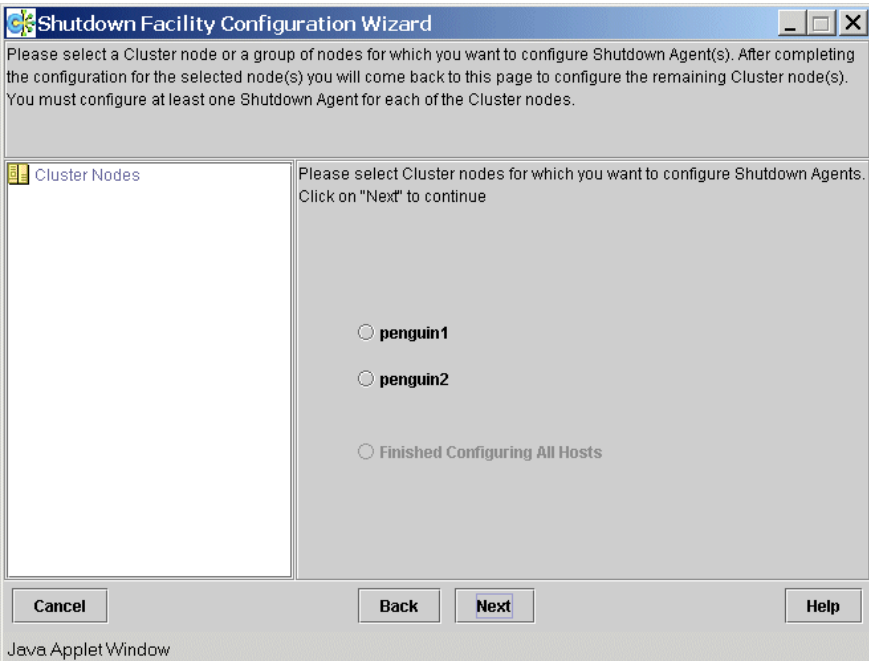 Shutdown Facility Configuration Wizard
Please select a Cluster node or a group of nodes for which you want to configure Shutdown Agent(s). After completing
the configuration for the selected node(s) you will come back to this page to configure the remaining Cluster node(s).
You must configure at least one Shutdown Agent for each of the Cluster nodes.
Cluster Nodes
Please select Cluster nodes for which you want to configure Shutdown Agents.
Click on "Next" to continue
penguin1
penguin2
Finished Configuring All Hosts
Cancel
Back
Next
Help
Java Applet Window